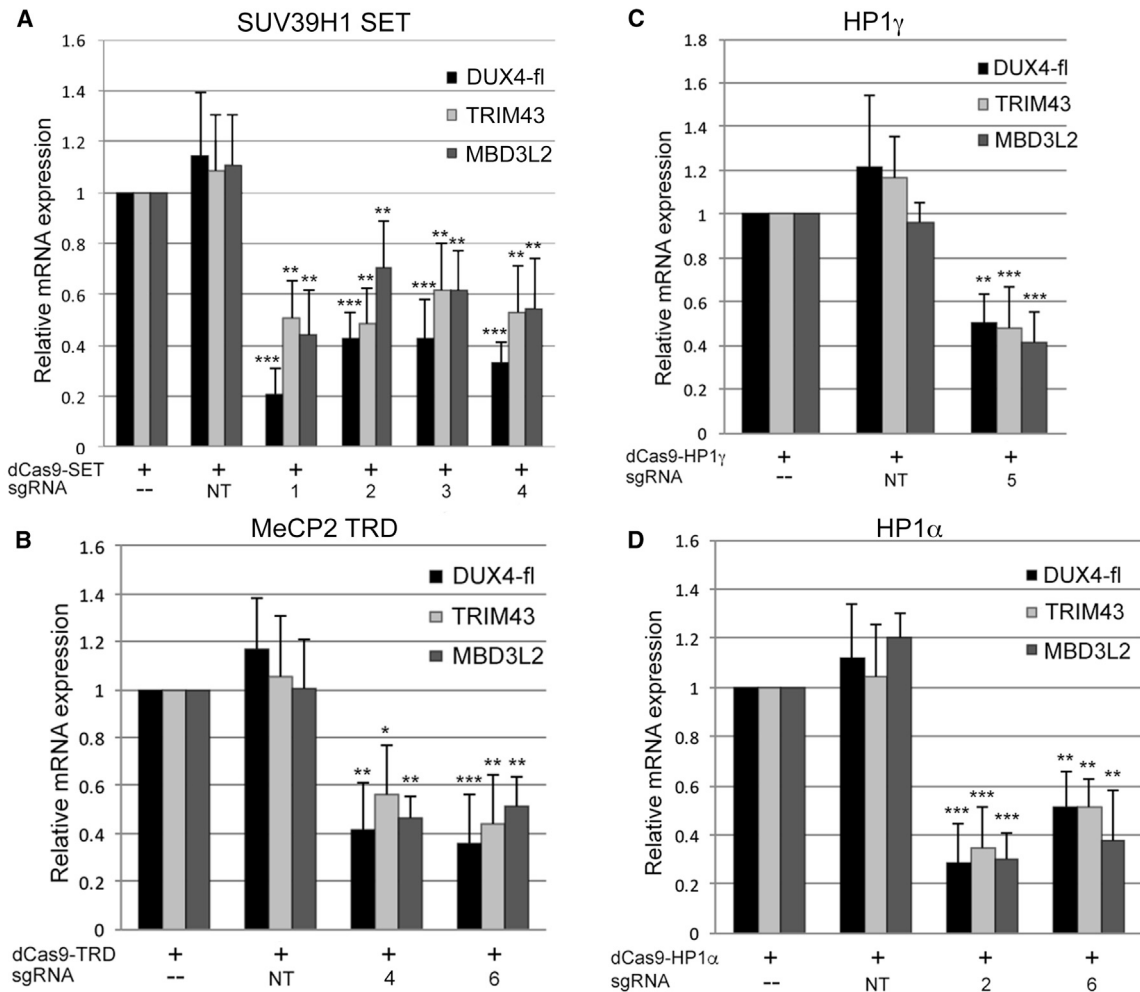 A
SUV39H1 SET
Relative mRNA expression
1.6
1.4
1.2
1
0.8
0.6
0.4
0.2
0
DUX4-fl
TRIM43
MBD3L2
*** ** **
*** ** **
*** ** **
*** ** **
dCas9-SET + + + + + +
sgRNA -- NT 1 2 3 4
B
MeCP2 TRD
Relative mRNA expression
1.6
1.4
1.2
1
0.8
0.6
0.4
0.2
0
DUX4-fl
TRIM43
MBD3L2
** * **
*** ** **
dCas9-TRD + + + +
sgRNA -- NT 4 6
C
HP1γ
Relative mRNA expression
1.8
1.6
1.4
1.2
1
0.8
0.6
0.4
0.2
0
DUX4-fl
TRIM43
MBD3L2
** *** ***
dCas9-HP1γ + + +
sgRNA -- NT 5
D
HP1α
Relative mRNA expression
1.6
1.4
1.2
1
0.8
0.6
0.4
0.2
0
DUX4-fl
TRIM43
MBD3L2
*** *** ***
** ** **
dCas9-HP1α + + + +
sgRNA -- NT 2 6